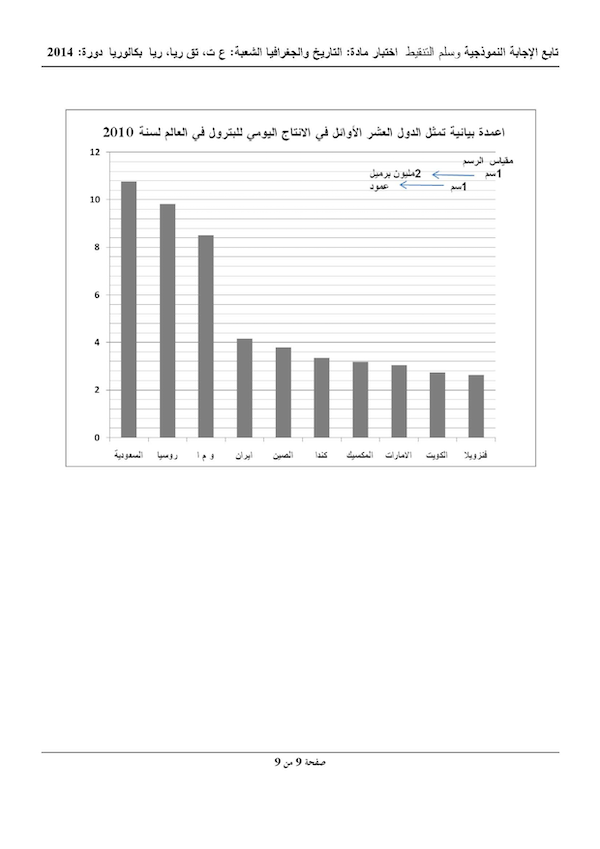 تابع الإجابة النموذجية وسلم التنقيط اختبار مادة: التاريخ والجغرافيا الشعبة: ع ت، تق ريا، ريا بكالوريا دورة: 2014
اعمدة بيانية تمثل الدول العشر الأوائل في الانتاج اليومي للبترول في العالم لسنة 2010
مقياس الرسم
1سم 2مليون برميل
1سم عمود
12
10
8
6
4
2
0
السعودية روسيا و م ا ايران الصين كندا المكسيك الامارات الكويت فنزويلا
صفحة 9 من 9